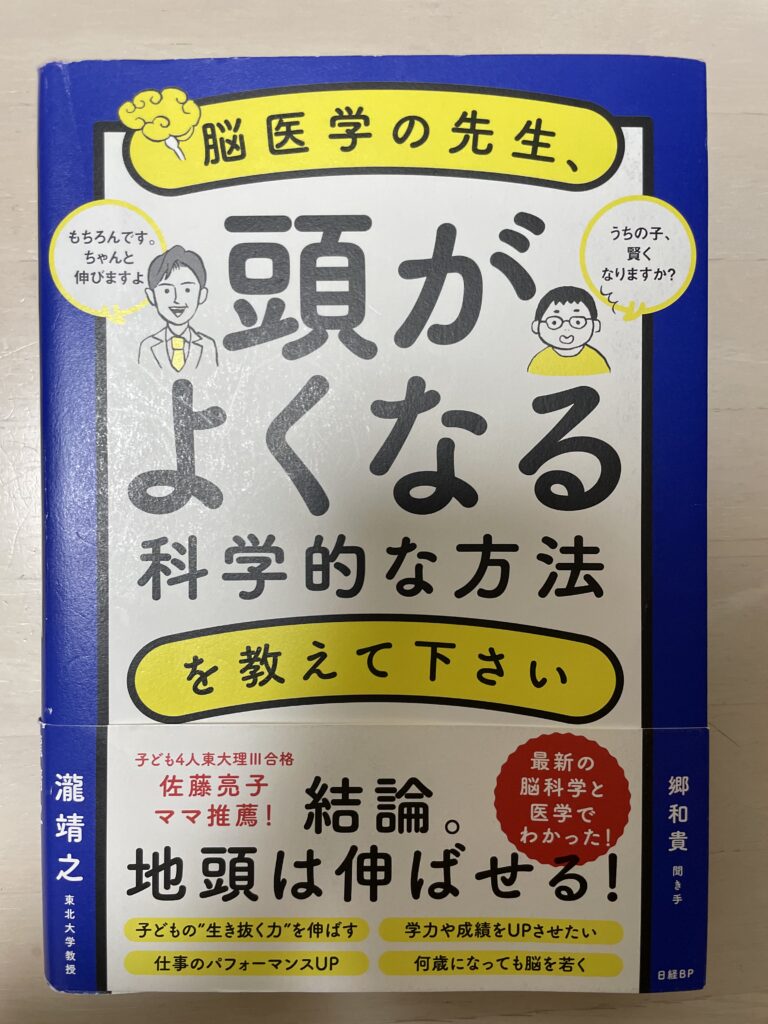 脳医学の先生、
もちろんです。
ちゃんと
伸びますよ
うちの子、
賢く
なりますか?
頭が
よくなる
科学的な方法
を教えて下さい
子ども4人東大理III合格
佐藤亮子
ママ推薦!
最新の
脳科学と
医学で
わかった!
結論。
地頭は伸ばせる!
子どもの“生き抜く力”を伸ばす
学力や成績をUPさせたい
仕事のパフォーマンスUP
何歳になっても脳を若く
瀧靖之 東北大学教授
郷和貴 聞き手
日経BP